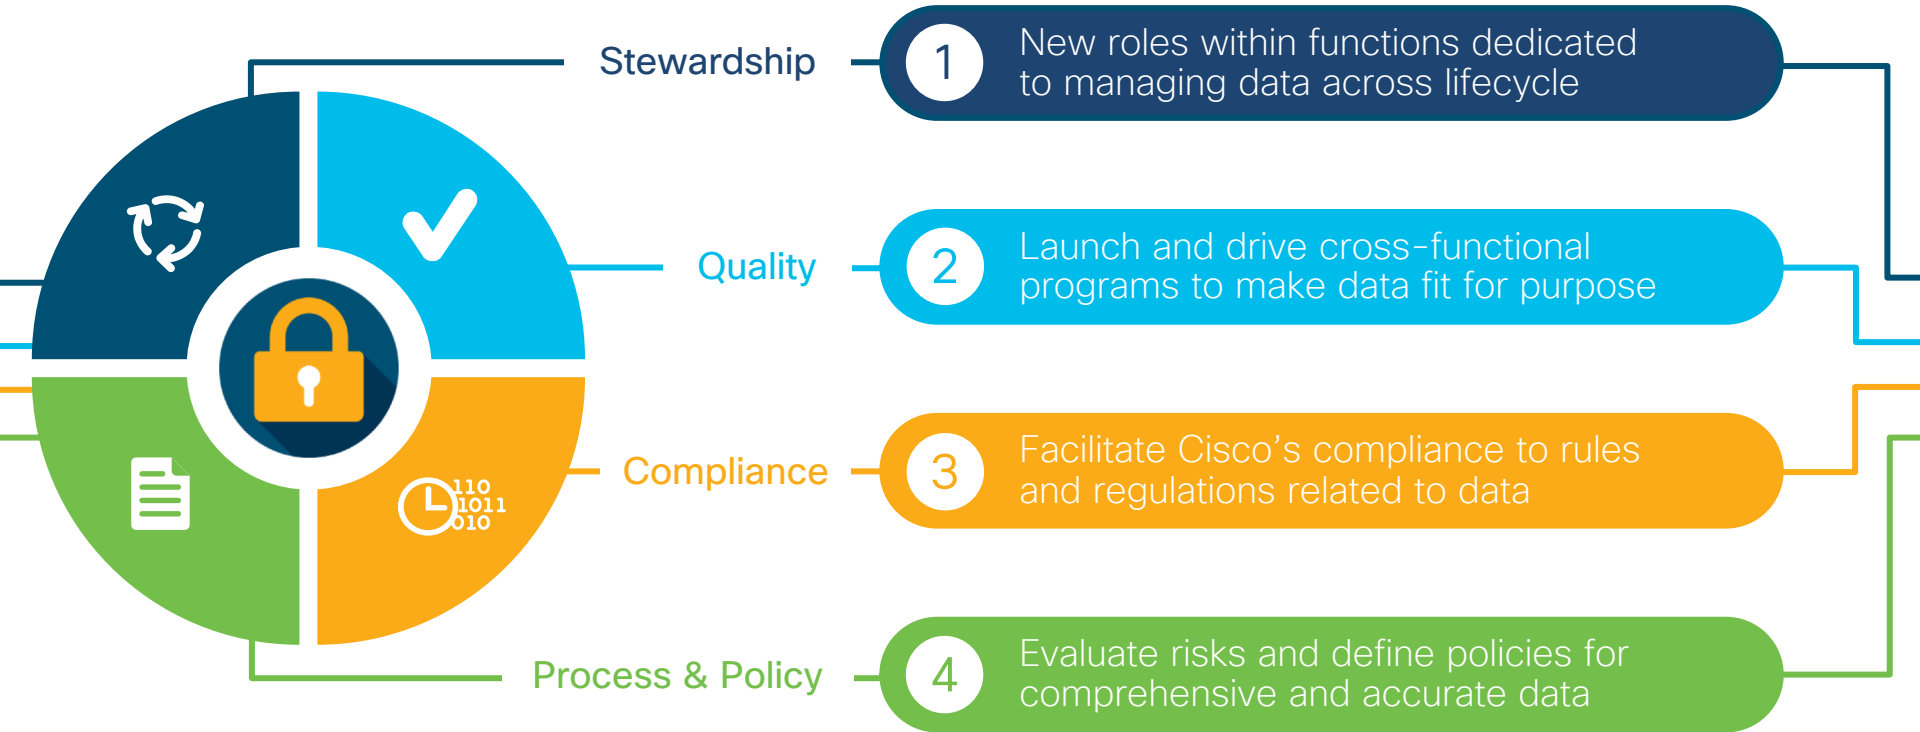 Stewardship
1
New roles within functions dedicated
to managing data across lifecycle
Quality
2
Launch and drive cross-functional
programs to make data fit for purpose
110
1011
010
Compliance
3
Facilitate Cisco’s compliance to rules
and regulations related to data
Process & Policy
4
Evaluate risks and define policies for
comprehensive and accurate data